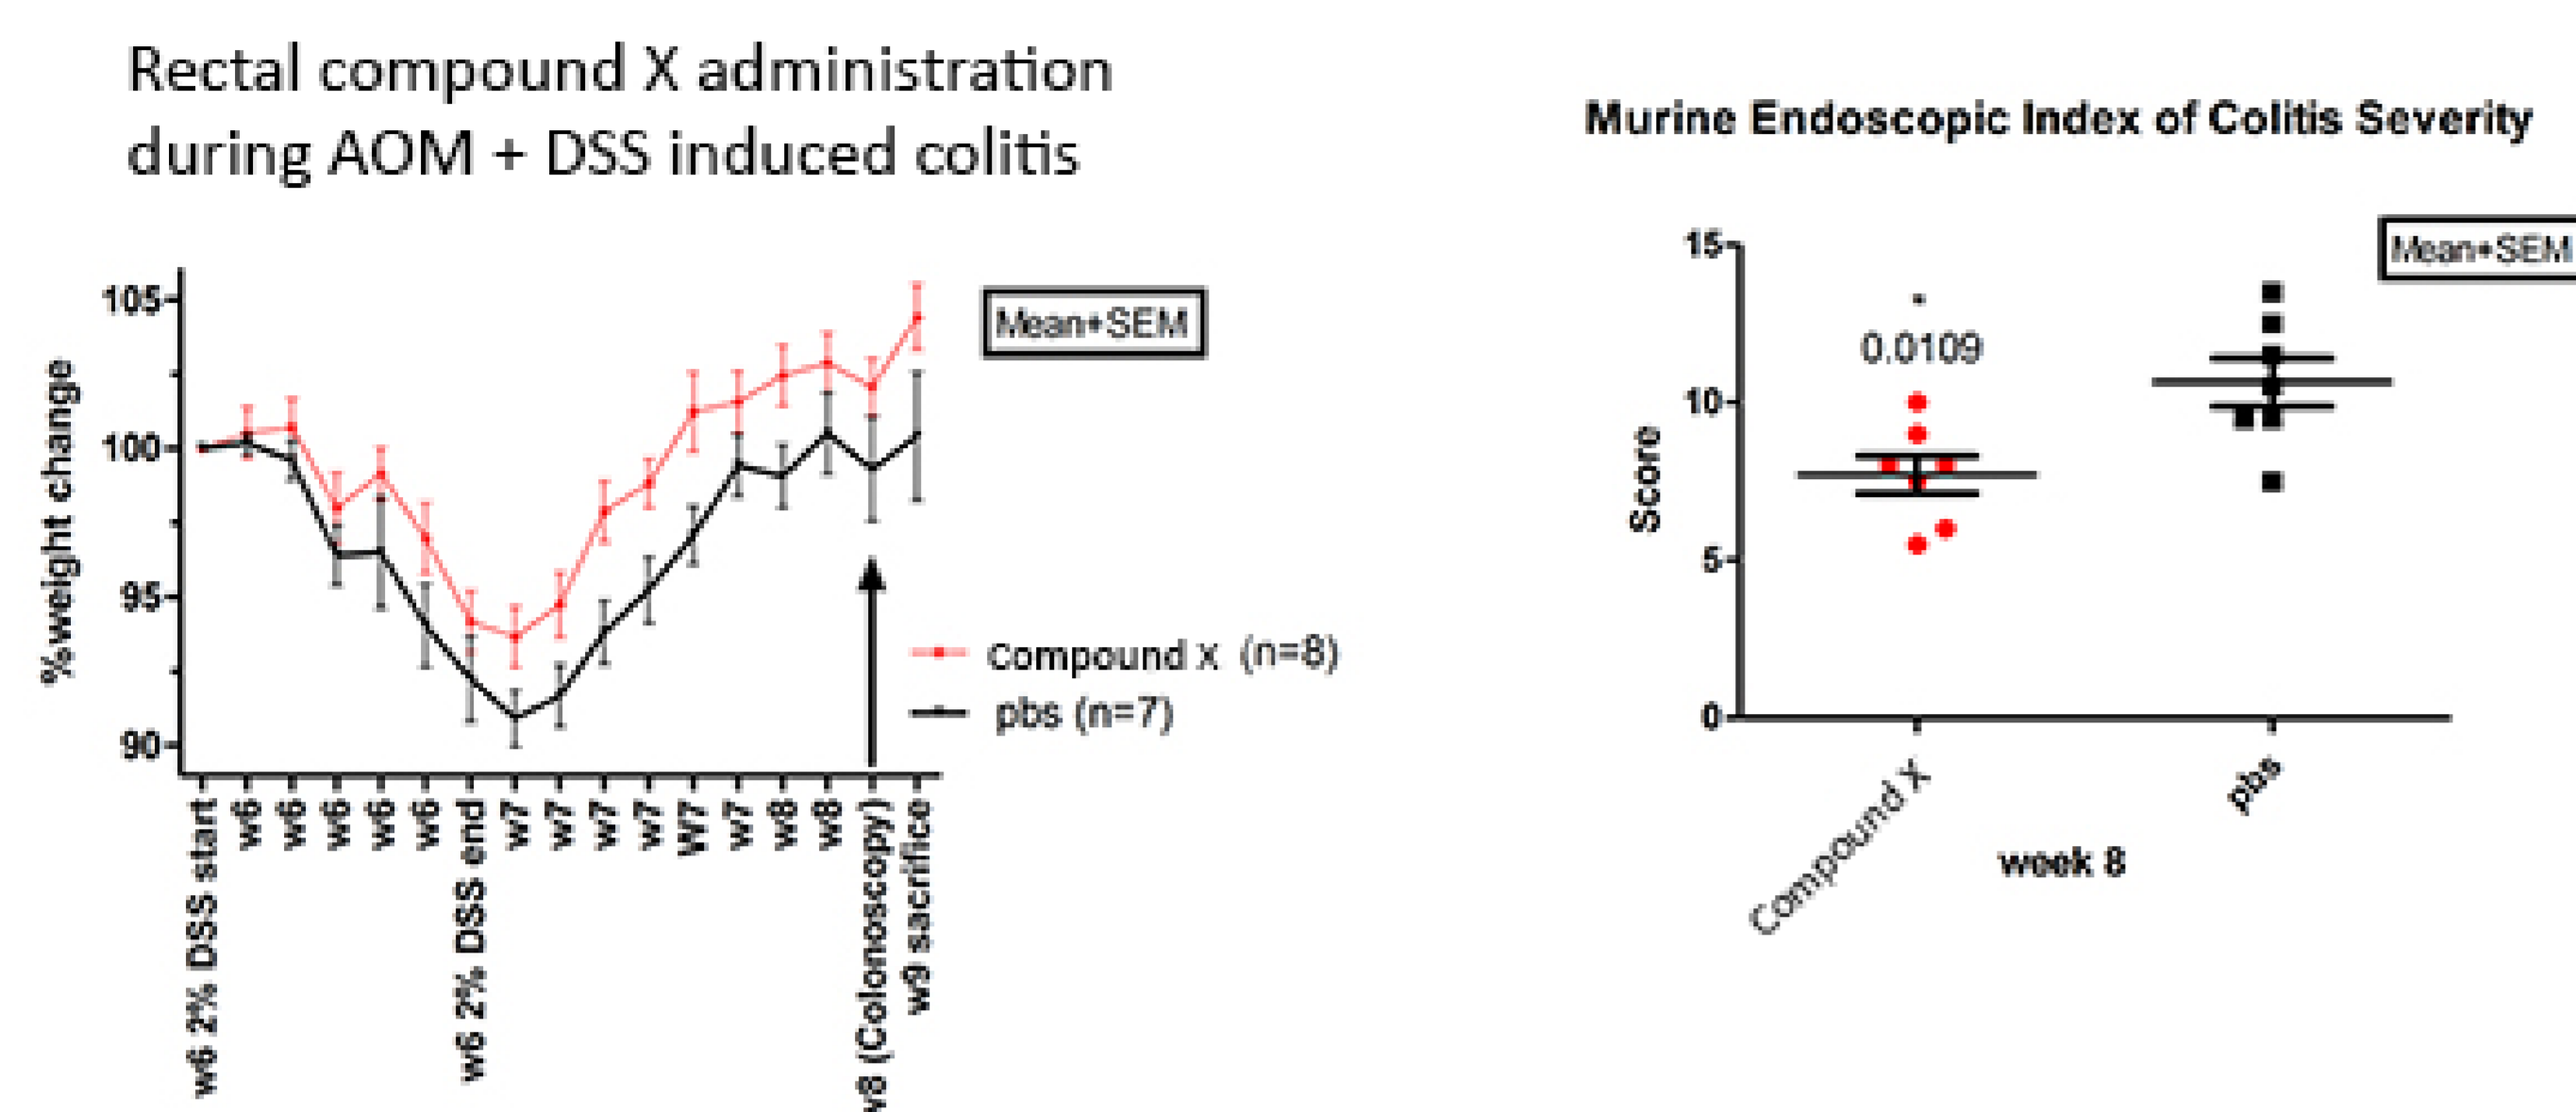 Rectal compound X administration
during AOM + DSS induced colitis
105
100
95
90
%weight change
Mean+SEM
Compound X (n=8)
pbs (n=7)
w6 2% DSS start
w6
w6
w6
w6
w6
w6 2% DSS end
w7
w7
w7
w7
W7
w7
w8
w8
w8 (Colonoscopy)
w9 sacrifice
Murine Endoscopic Index of Colitis Severity
Mean+SEM
15
10
5
0
Score
0.0109
Compound X
pbs
week 8